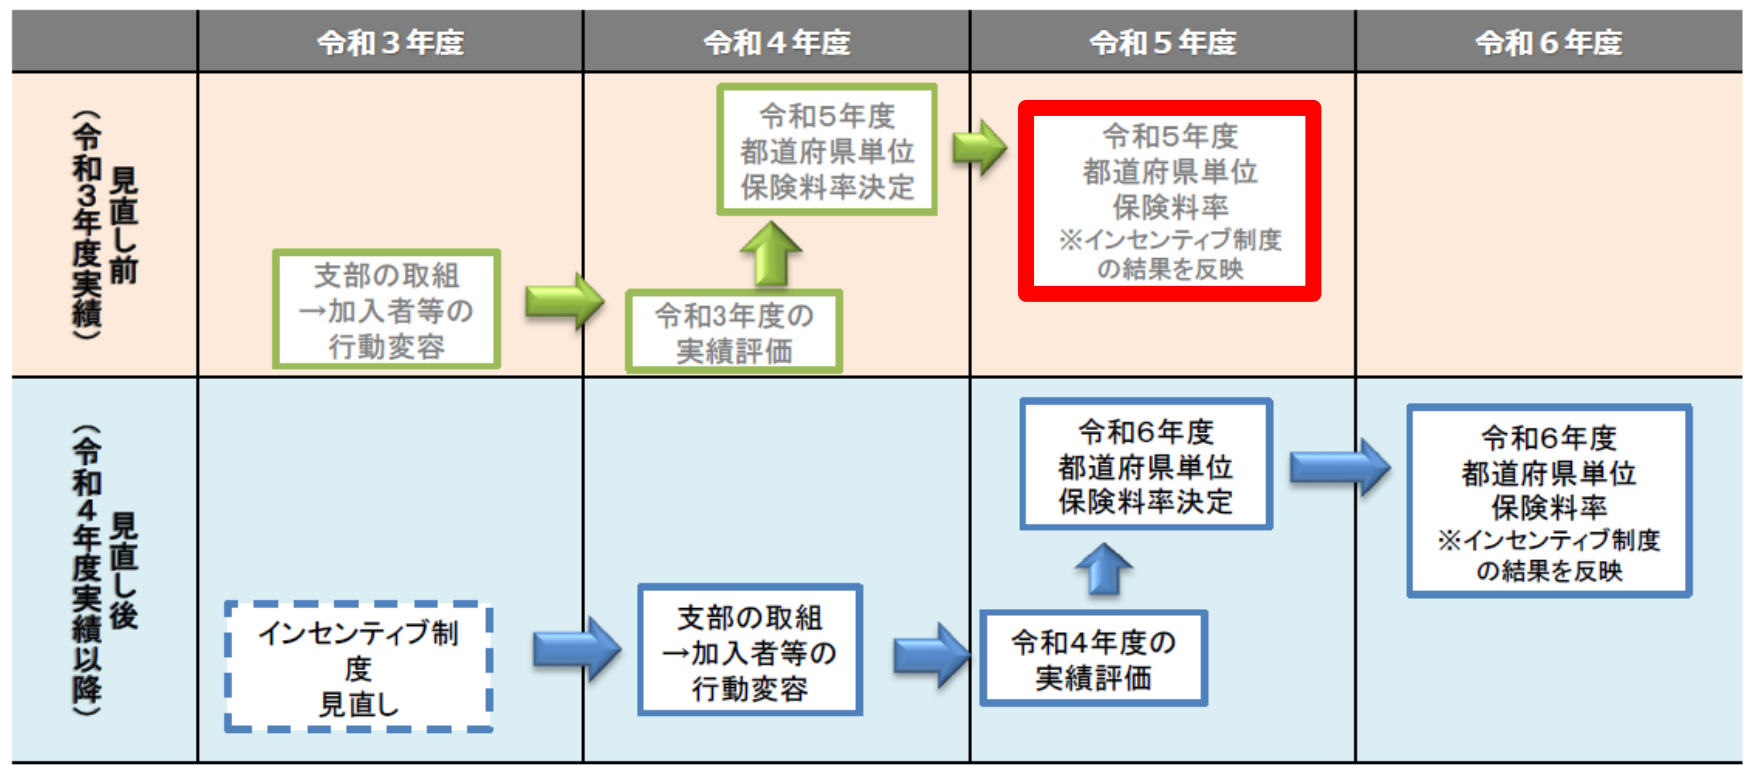 令和３年度
令和４年度
令和５年度
令和６年度
見直し前
（令和３年度実績）
支部の取組
→加入者等の
行動変容
令和3年度の
実績評価
令和5年度
都道府県単位
保険料率決定
令和5年度
都道府県単位
保険料率
※インセンティブ制度
の結果を反映
見直し後
（令和４年度実績以降）
インセンティブ制
度
見直し
支部の取組
→加入者等の
行動変容
令和4年度の
実績評価
令和6年度
都道府県単位
保険料率決定
令和6年度
都道府県単位
保険料率
※インセンティブ制度
の結果を反映